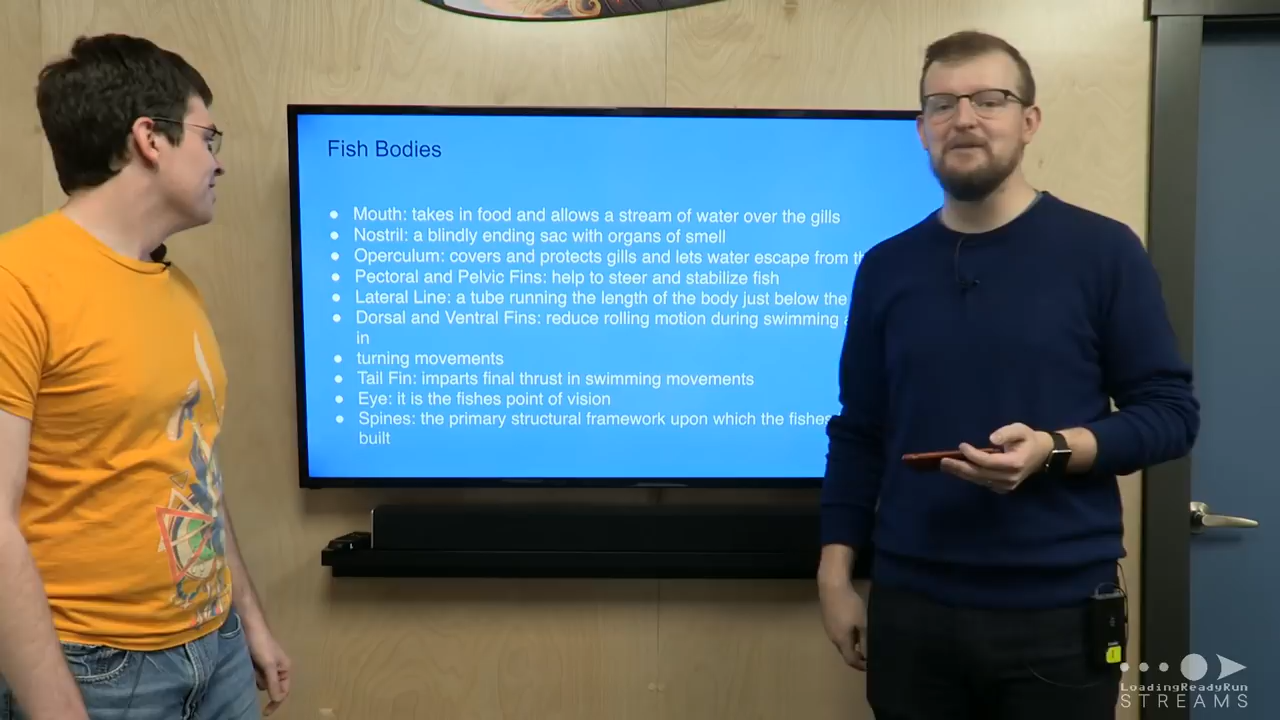 Fish Bodies
● Mouth: takes in food and allows a stream of water over the gills
● Nostril: a blindly ending sac with organs of smell
● Operculum: covers and protects gills and lets water escape from
● Pectoral and Pelvic Fins: help to steer and stabilize fish
● Lateral Line: a tube running the length of the body just below the
● Dorsal and Ventral Fins: reduce rolling motion during swimming
in
● turning movements
● Tail Fin: imparts final thrust in swimming movements
● Eye: it is the fishes point of vision
● Spines: the primary structural framework upon which the fishes
built
LoadingReadyRun
STREAMS